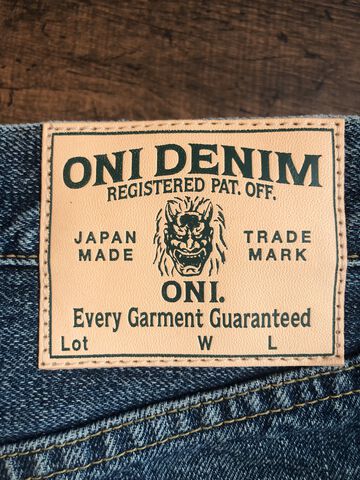 ONI DENIM
REGISTERED PAT. OFF.
JAPAN MADE
TRADE MARK
ONI.
Every Garment Guaranteed
Lot W L